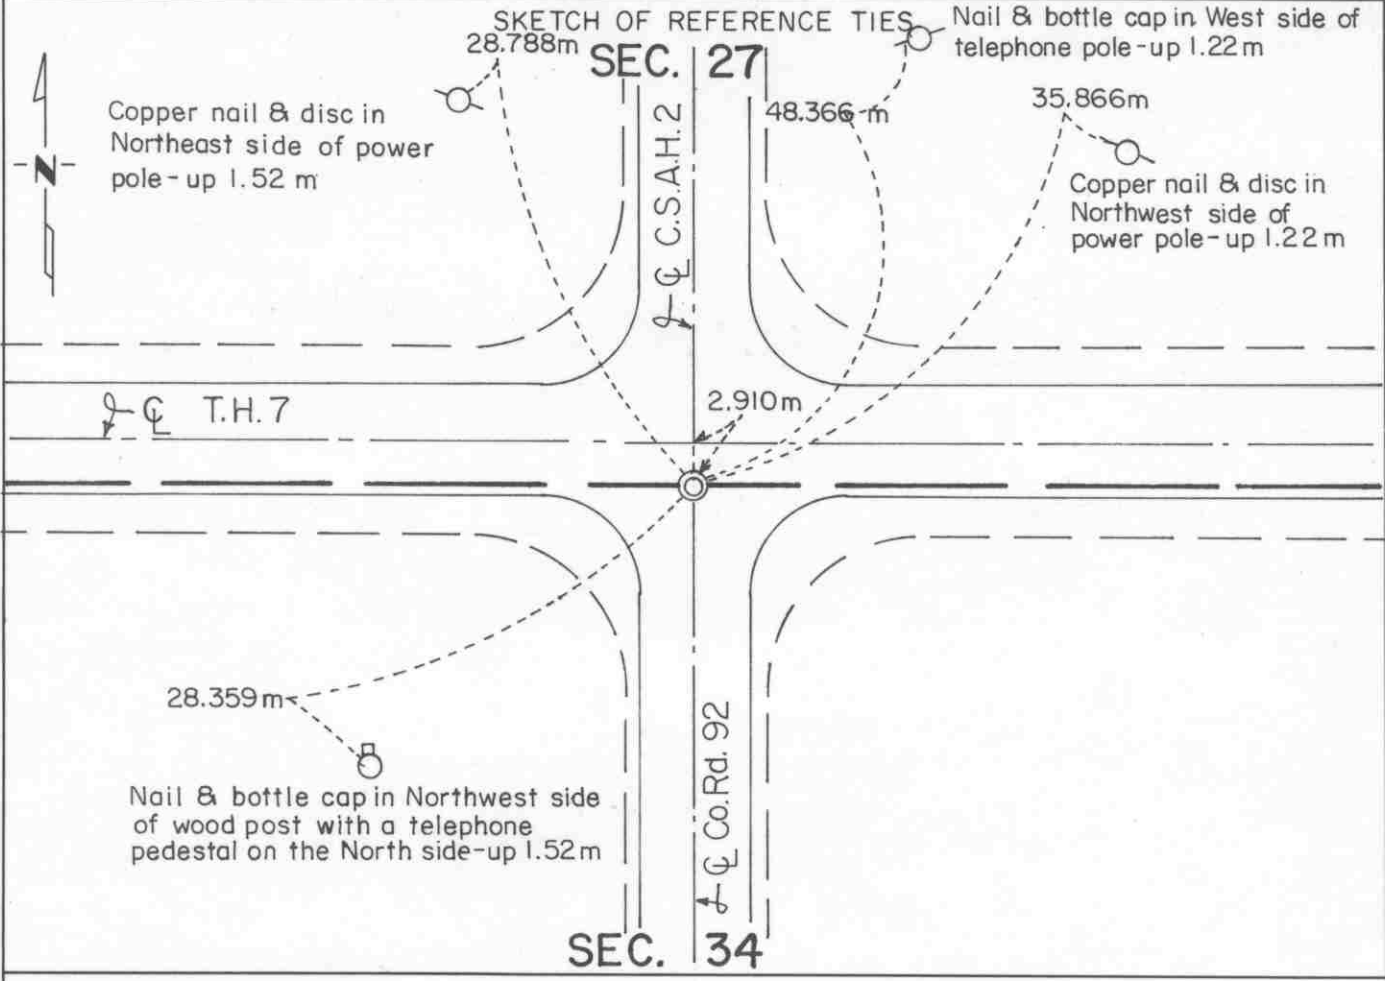 SKETCH OF REFERENCE TIES
28.788m
SEC. 27
Nail & bottle cap in West side of
telephone pole-up 1.22m
48.366 m
35.866m
Copper nail & disc in
Northeast side of power
pole-up 1.52 m
N
C.S.A.H. 2
CL
Copper nail & disc in
Northwest side of
power pole-up 1.22m
2.910m
CL T.H. 7
28.359m
Nail & bottle cap in Northwest side
of wood post with a telephone
pedestal on the North side-up 1.52m
CL Co.Rd. 92
SEC. 34